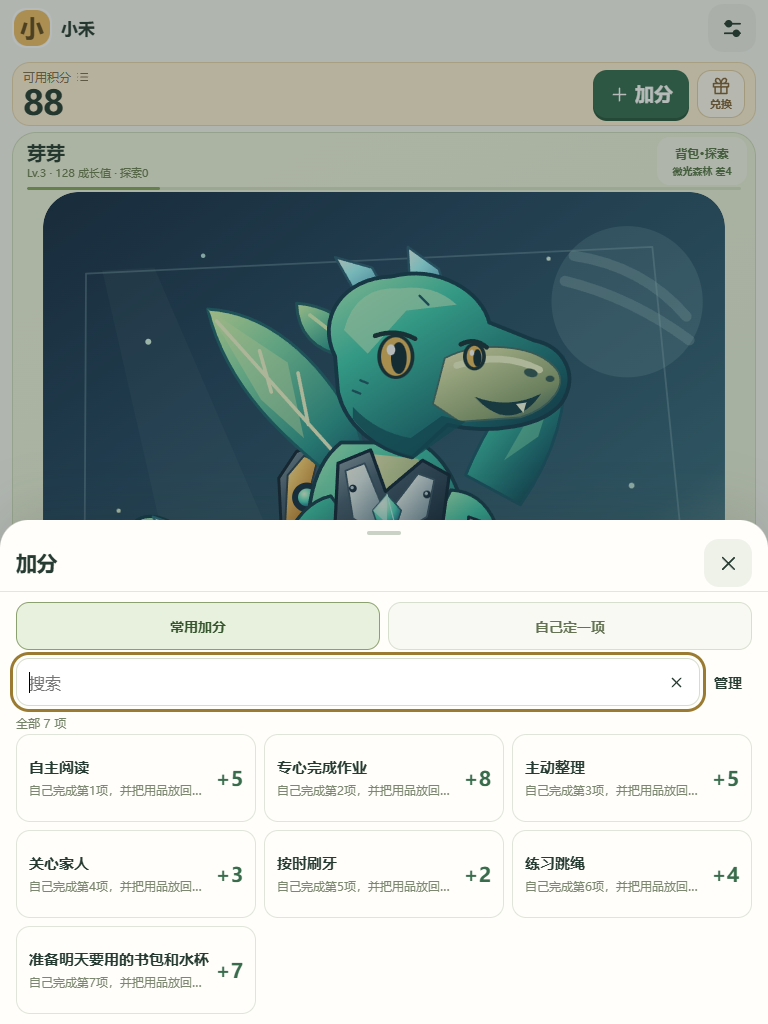 小 小禾
可用积分
88
＋ 加分
兑换
芽芽
Lv.3 · 128 成长值 · 探索0
背包•探索
微光森林 差4
加分
常用加分
自己定一项
搜索
管理
全部 7 项
自主阅读
自己完成第1项，并把用品放回...
+5
专心完成作业
自己完成第2项，并把用品放回...
+8
主动整理
自己完成第3项，并把用品放回...
+5
关心家人
自己完成第4项，并把用品放回...
+3
按时刷牙
自己完成第5项，并把用品放回...
+2
练习跳绳
自己完成第6项，并把用品放回...
+4
准备明天要用的书包和水杯
自己完成第7项，并把用品放回...
+7